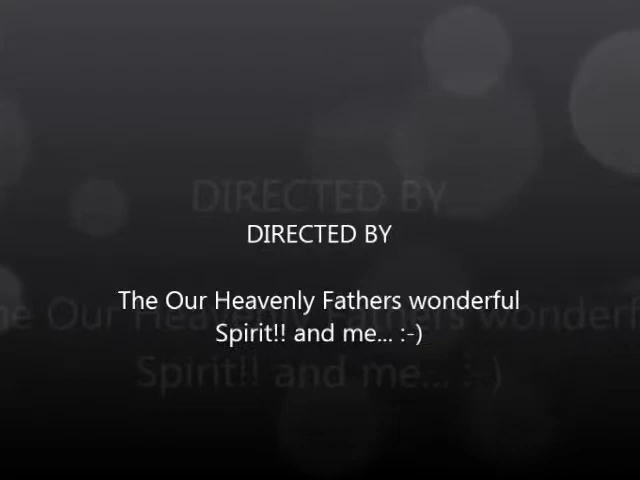 DIRECTED BY
The Our Heavenly Fathers wonderful
Spirit!! and me... :-)